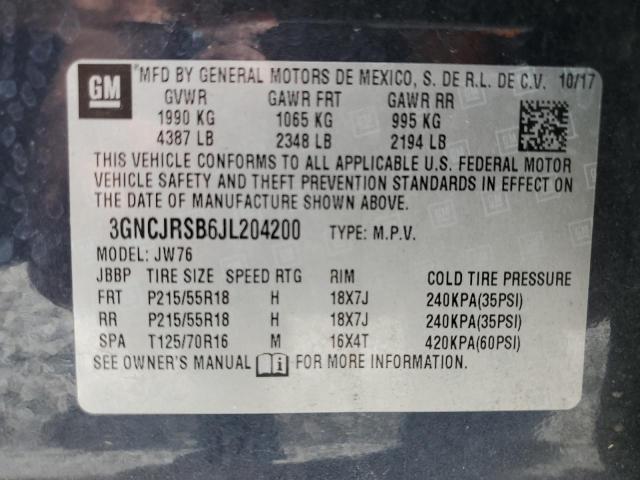 GM
*MFD BY GENERAL MOTORS DE MEXICO, S. DE R.L. DE C.V. 10/17
GVWR GAWR FRT GAWR RR
1990 KG 1065 KG 995 KG
4387 LB 2348 LB 2194 LB
THIS VEHICLE CONFORMS TO ALL APPLICABLE U.S. FEDERAL MOTOR
VEHICLE SAFETY AND THEFT PREVENTION STANDARDS IN EFFECT ON
THE DATE OF MANUFACTURE SHOWN ABOVE.
3GNCJRSB6JL204200 TYPE: M.P.V.
MODEL: JW76
JBBP TIRE SIZE SPEED RTG RIM COLD TIRE PRESSURE
FRT P215/55R18 H 18X7J 240KPA(35PSI)
RR P215/55R18 H 18X7J 240KPA(35PSI)
SPA T125/70R16 M 16X4T 420KPA(60PSI)
SEE OWNER'S MANUAL FOR MORE INFORMATION.